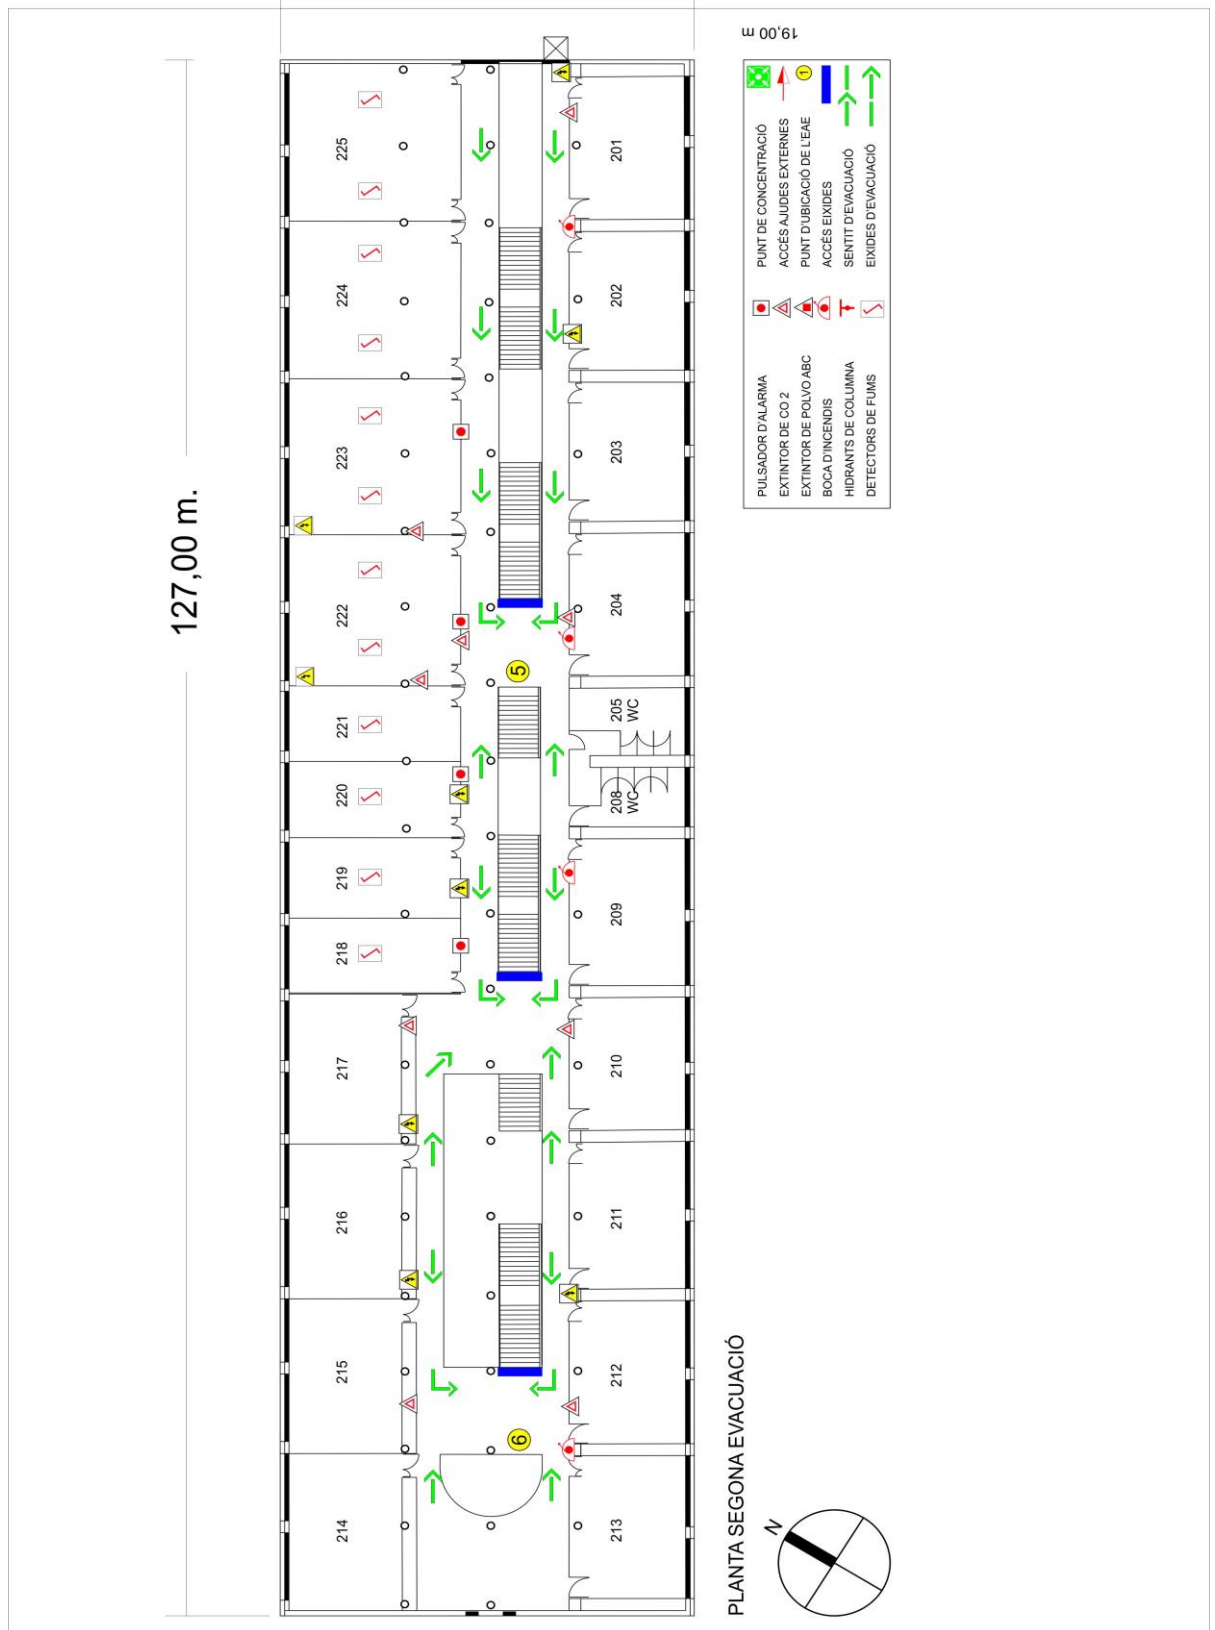 19,00 m
127,00 m.
225
224
223
222
221
220
219
218
217
216
215
214
201
202
203
204
205
WC
208
WC
209
210
211
212
213
5
6
PULSADOR D'ALARMA
EXTINTOR DE CO 2
EXTINTOR DE POLVO ABC
BOCA D'INCENDIS
HIDRANTS DE COLUMNA
DETECTORS DE FUMS
PUNT DE CONCENTRACIÓ
ACCÉS AJUDES EXTERNES
PUNT D'UBICACIÓ DE L'EAE
1
ACCÉS EIXIDES
SENTIT D'EVACUACIÓ
EIXIDES D'EVACUACIÓ
PLANTA SEGONA EVACUACIÓ
N